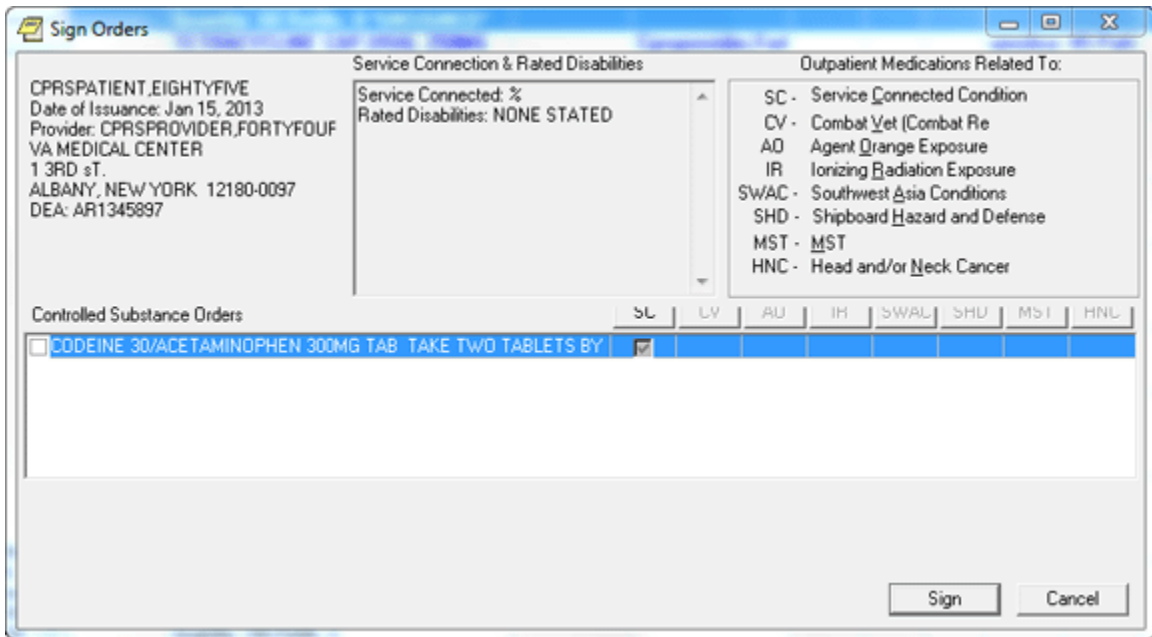 Sign Orders
CPRSPATIENT,EIGHTYFIVE
Date of Issuance: Jan 15, 2013
Provider: CPRSPROVIDER,FORTYFOUF
VA MEDICAL CENTER
1 3RD sT.
ALBANY, NEW YORK 12180-0097
DEA: AR1345897
Service Connection & Rated Disabilities
Service Connected: %
Rated Disabilities: NONE STATED
Outpatient Medications Related To:
SC - Service Connected Condition
CV - Combat Vet (Combat Re
AO Agent Orange Exposure
IR Ionizing Radiation Exposure
SWAC - Southwest Asia Conditions
SHD - Shipboard Hazard and Defense
MST - MST
HNC - Head and/or Neck Cancer
Controlled Substance Orders
SC CV AO IR SWAC SHD MST HNC
CODEINE 30/ACETAMINOPHEN 300MG TAB TAKE TWO TABLETS BY
Sign Cancel